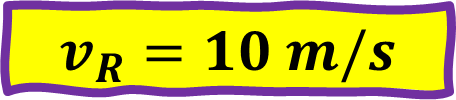 v_R = 10 m/s